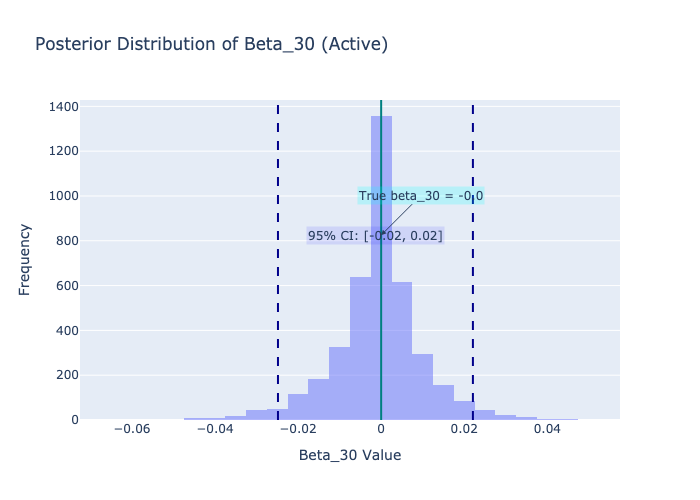 Posterior Distribution of Beta_30 (Active)
1400
1200
1000
800
600
400
200
0
True beta_30 = -0.0
95% CI: [-0.02, 0.02]
−0.06
−0.04
−0.02
0
0.02
0.04
Beta_30 Value
Frequency